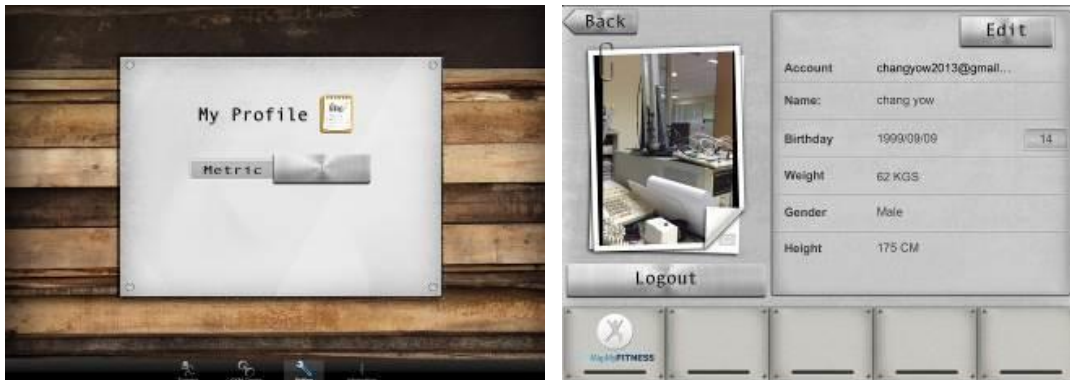 My Profile
Metric
Back
Edit
Account changyow2013@gmail...
Name: chang yow
Birthday 1999/09/09 14
Weight 62 KGS
Gender Male
Height 175 CM
Logout
MapMyFITNESS